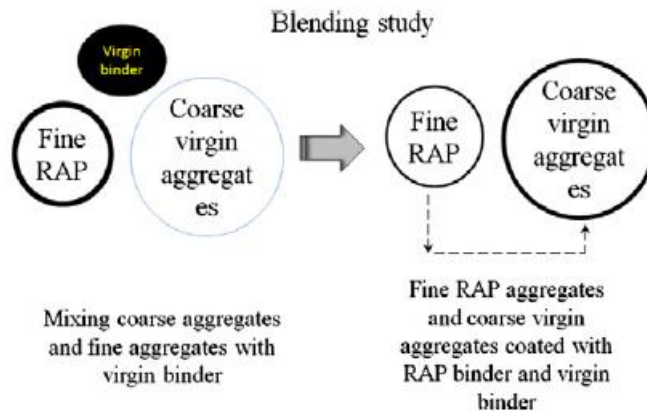 Blending study
Virgin
binder
Fine
RAP
Coarse
virgin
aggregat
es
Fine
RAP
Coarse
virgin
aggregat
es
Mixing coarse aggregates
and fine aggregates with
virgin binder
Fine RAP aggregates
and coarse virgin
aggregates coated with
RAP binder and virgin
binder